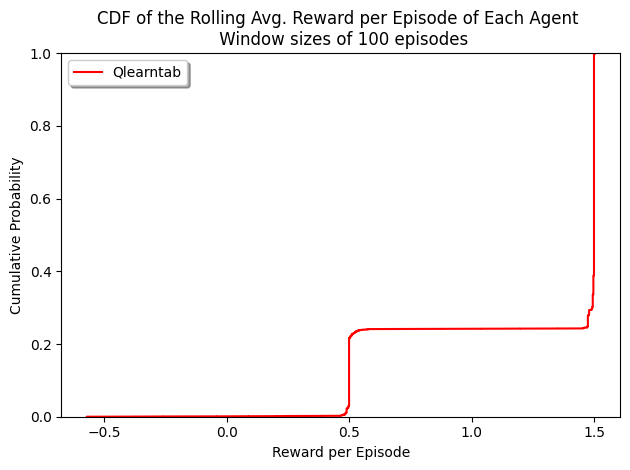 CDF of the Rolling Avg. Reward per Episode of Each Agent
Window sizes of 100 episodes
Qlearntab
Cumulative Probability
1.0
0.8
0.6
0.4
0.2
0.0
−0.5
0.0
0.5
1.0
1.5
Reward per Episode